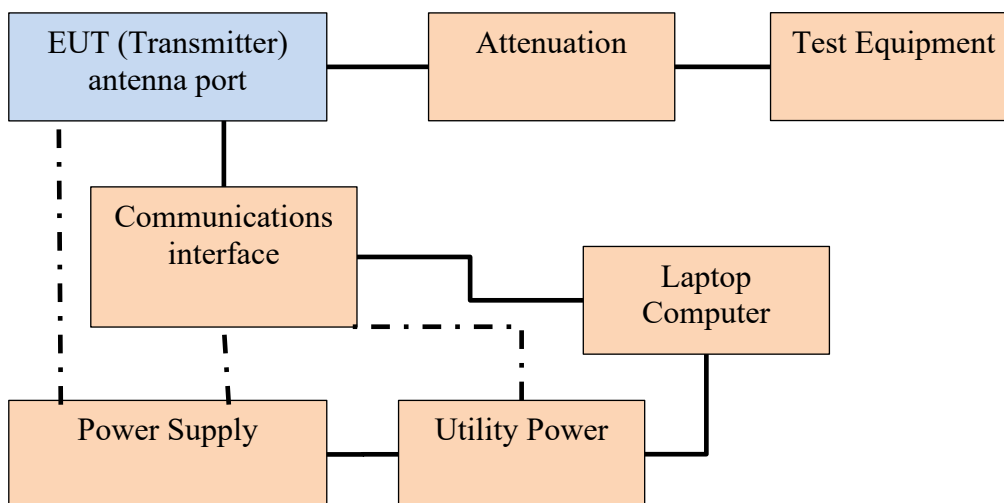 EUT (Transmitter)
antenna port
Attenuation
Test Equipment
Communications
interface
Laptop
Computer
Power Supply
Utility Power